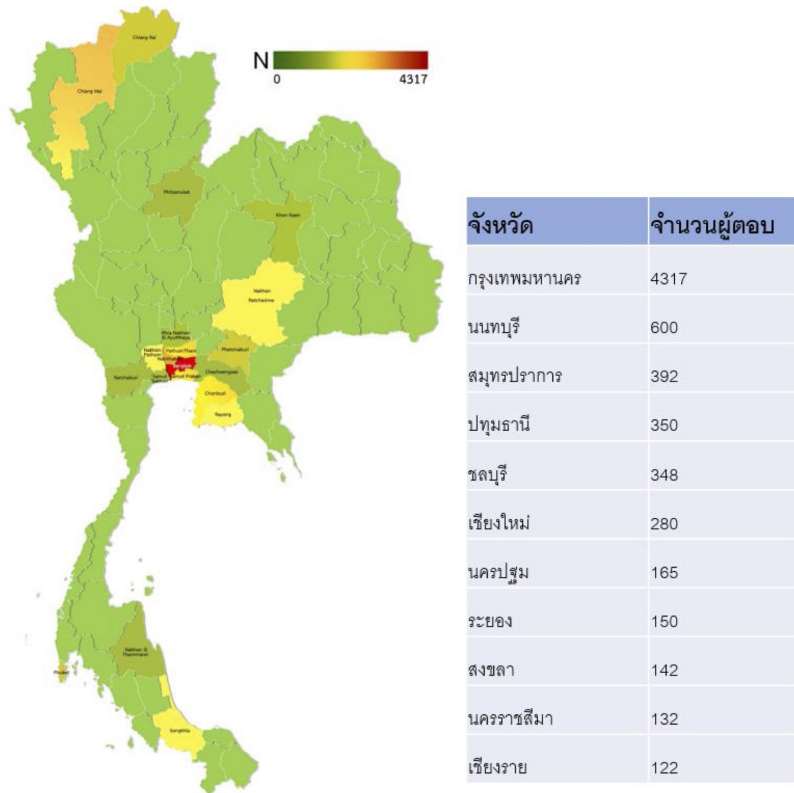 Chiang Rai
N
0 4317
Chiang Mai
Phitsanulok
Khon Kaen
Nakhon
Ratchasima
Phra Nakhon
Si Ayutthaya
Nakhon
Pathom
PathumThani
Ratchaburi
Samut
Samut Prakan
Chachoengsao
Rayong
Nakhon Si
Thammarat
Phuket
Songkhla
จังหวัด จำนวนผู้ตอบ
กรุงเทพมหานคร 4317
นนทบุรี 600
สมุทรปราการ 392
ปทุมธานี 350
ชลบุรี 348
เชียงใหม่ 280
นครปฐม 165
ระยอง 150
สงขลา 142
นครราชสีมา 132
เชียงราย 122